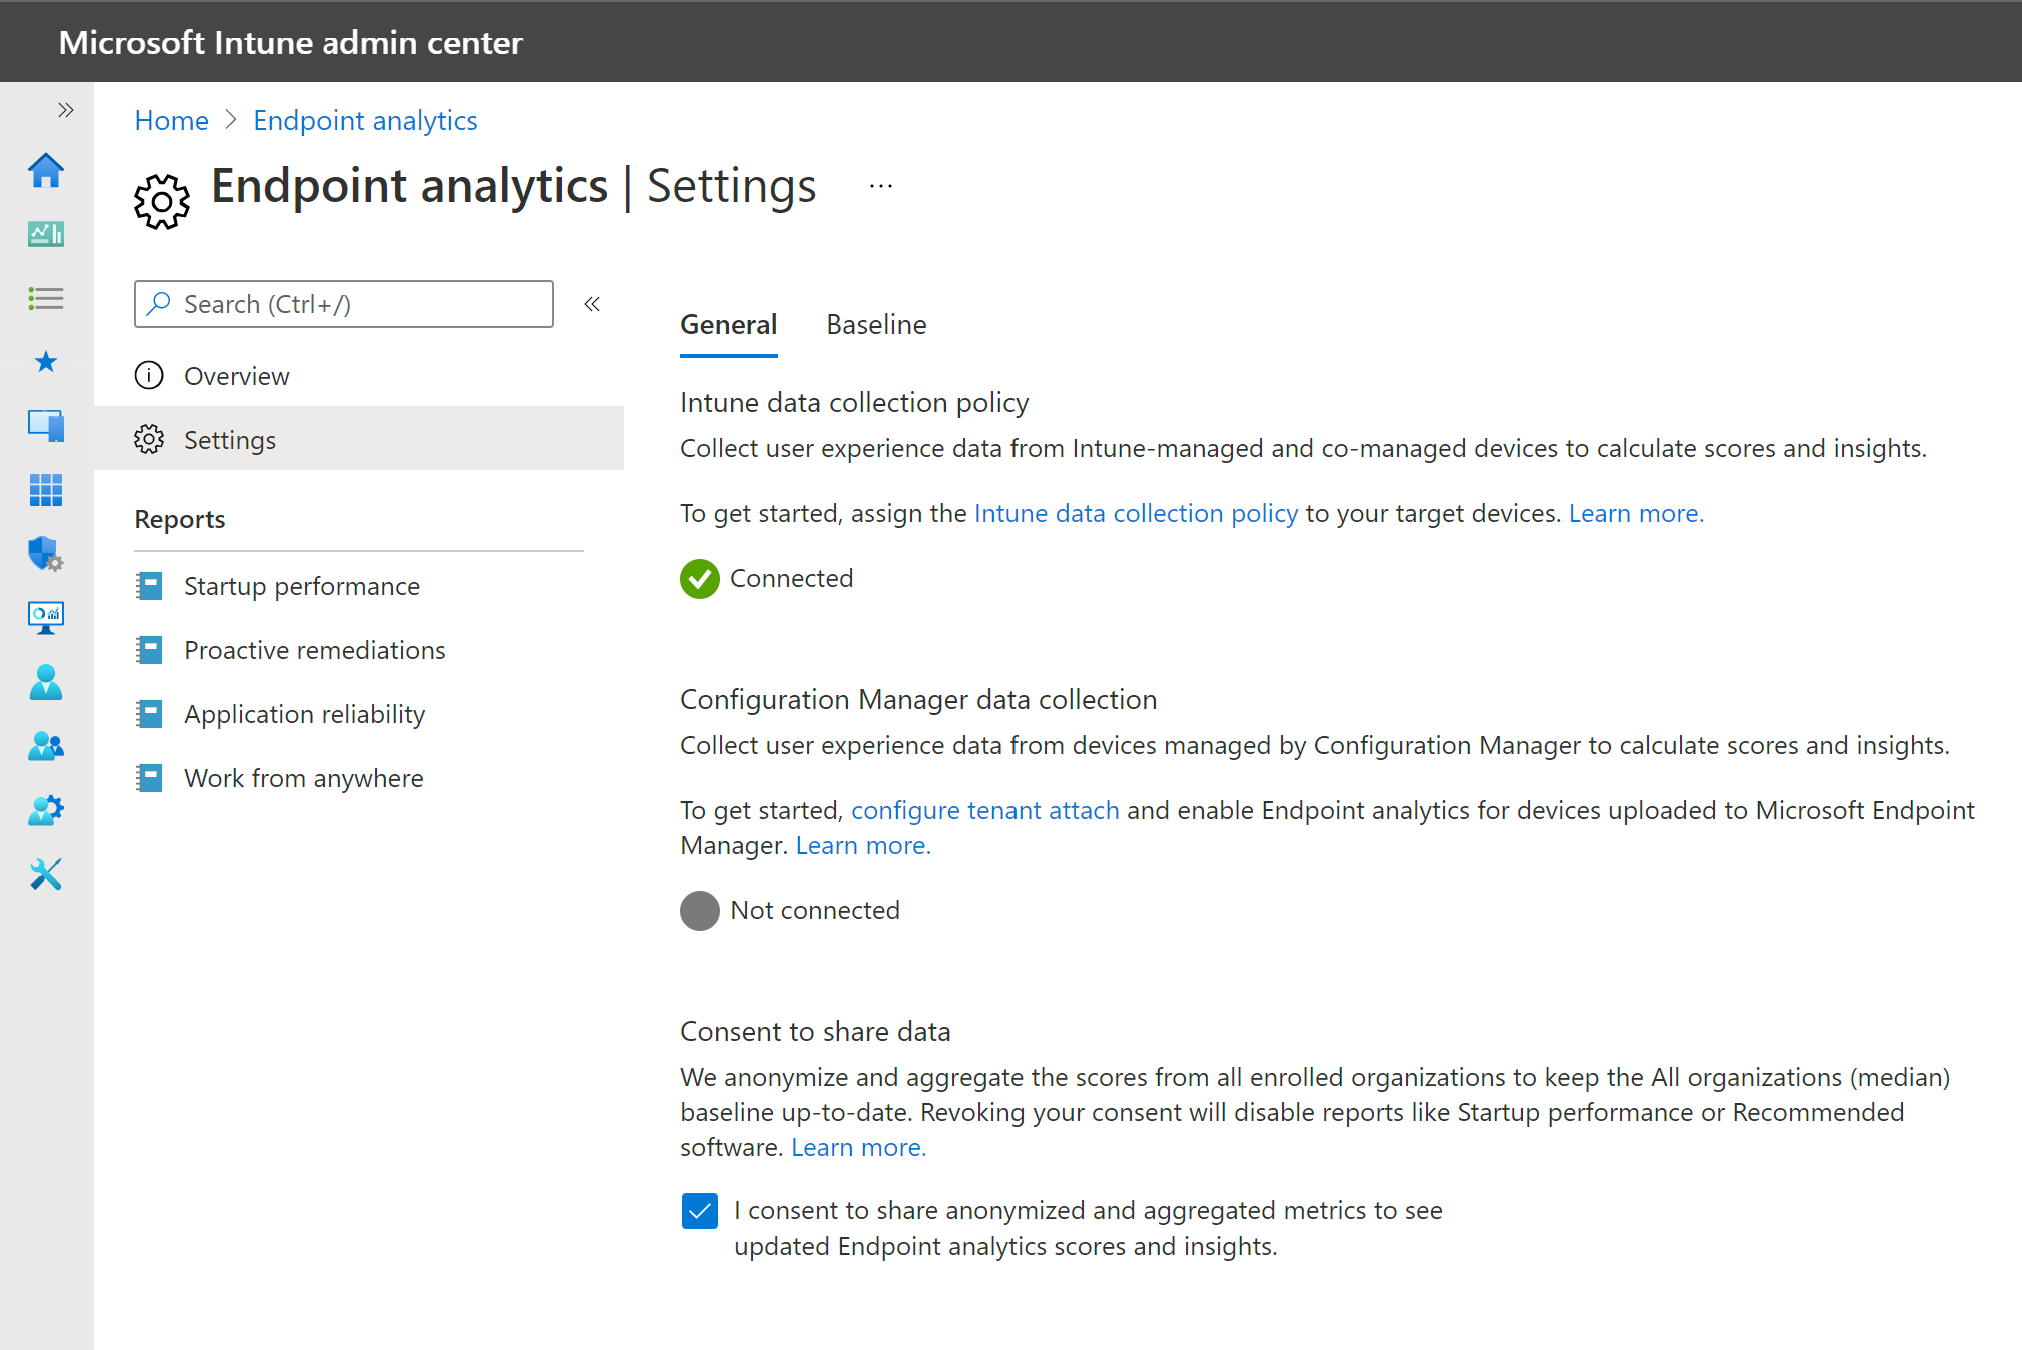 Microsoft Intune admin center
Home > Endpoint analytics
Endpoint analytics | Settings ...
Search (Ctrl+/)
Overview
Settings
Reports
Startup performance
Proactive remediations
Application reliability
Work from anywhere
General Baseline
Intune data collection policy
Collect user experience data from Intune-managed and co-managed devices to calculate scores and insights.
To get started, assign the Intune data collection policy to your target devices. Learn more.
Connected
Configuration Manager data collection
Collect user experience data from devices managed by Configuration Manager to calculate scores and insights.
To get started, configure tenant attach and enable Endpoint analytics for devices uploaded to Microsoft Endpoint
Manager. Learn more.
Not connected
Consent to share data
We anonymize and aggregate the scores from all enrolled organizations to keep the All organizations (median)
baseline up-to-date. Revoking your consent will disable reports like Startup performance or Recommended
software. Learn more.
I consent to share anonymized and aggregated metrics to see
updated Endpoint analytics scores and insights.